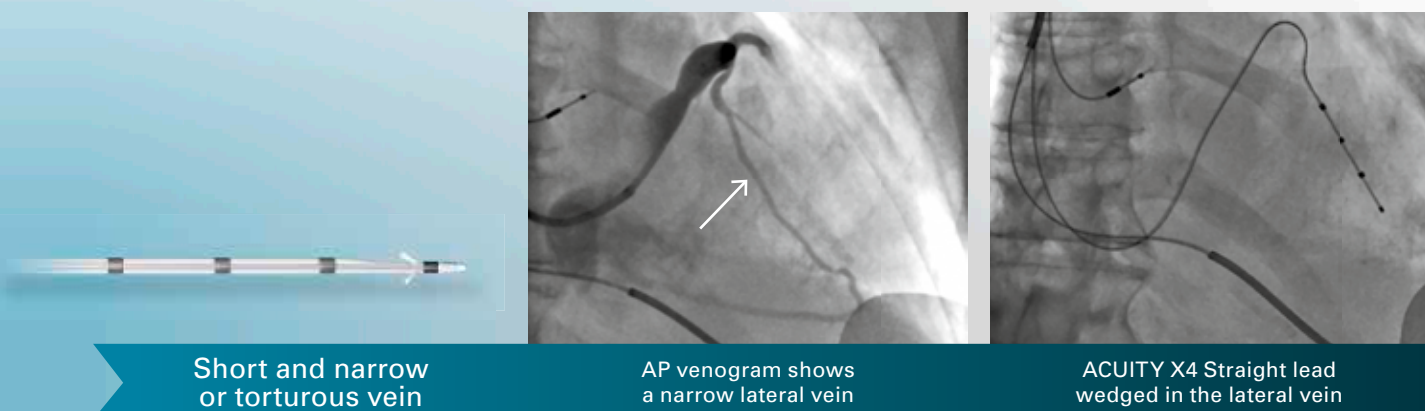 Short and narrow
or torturous vein
AP venogram shows
a narrow lateral vein
ACUITY X4 Straight lead
wedged in the lateral vein